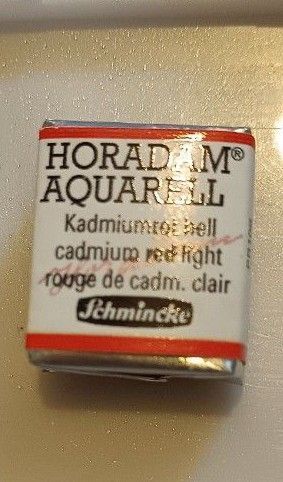 HORADAM®
AQUARELL
Kadmiumrot hell
cadmium red light
rouge de cadm. clair
Schmincke